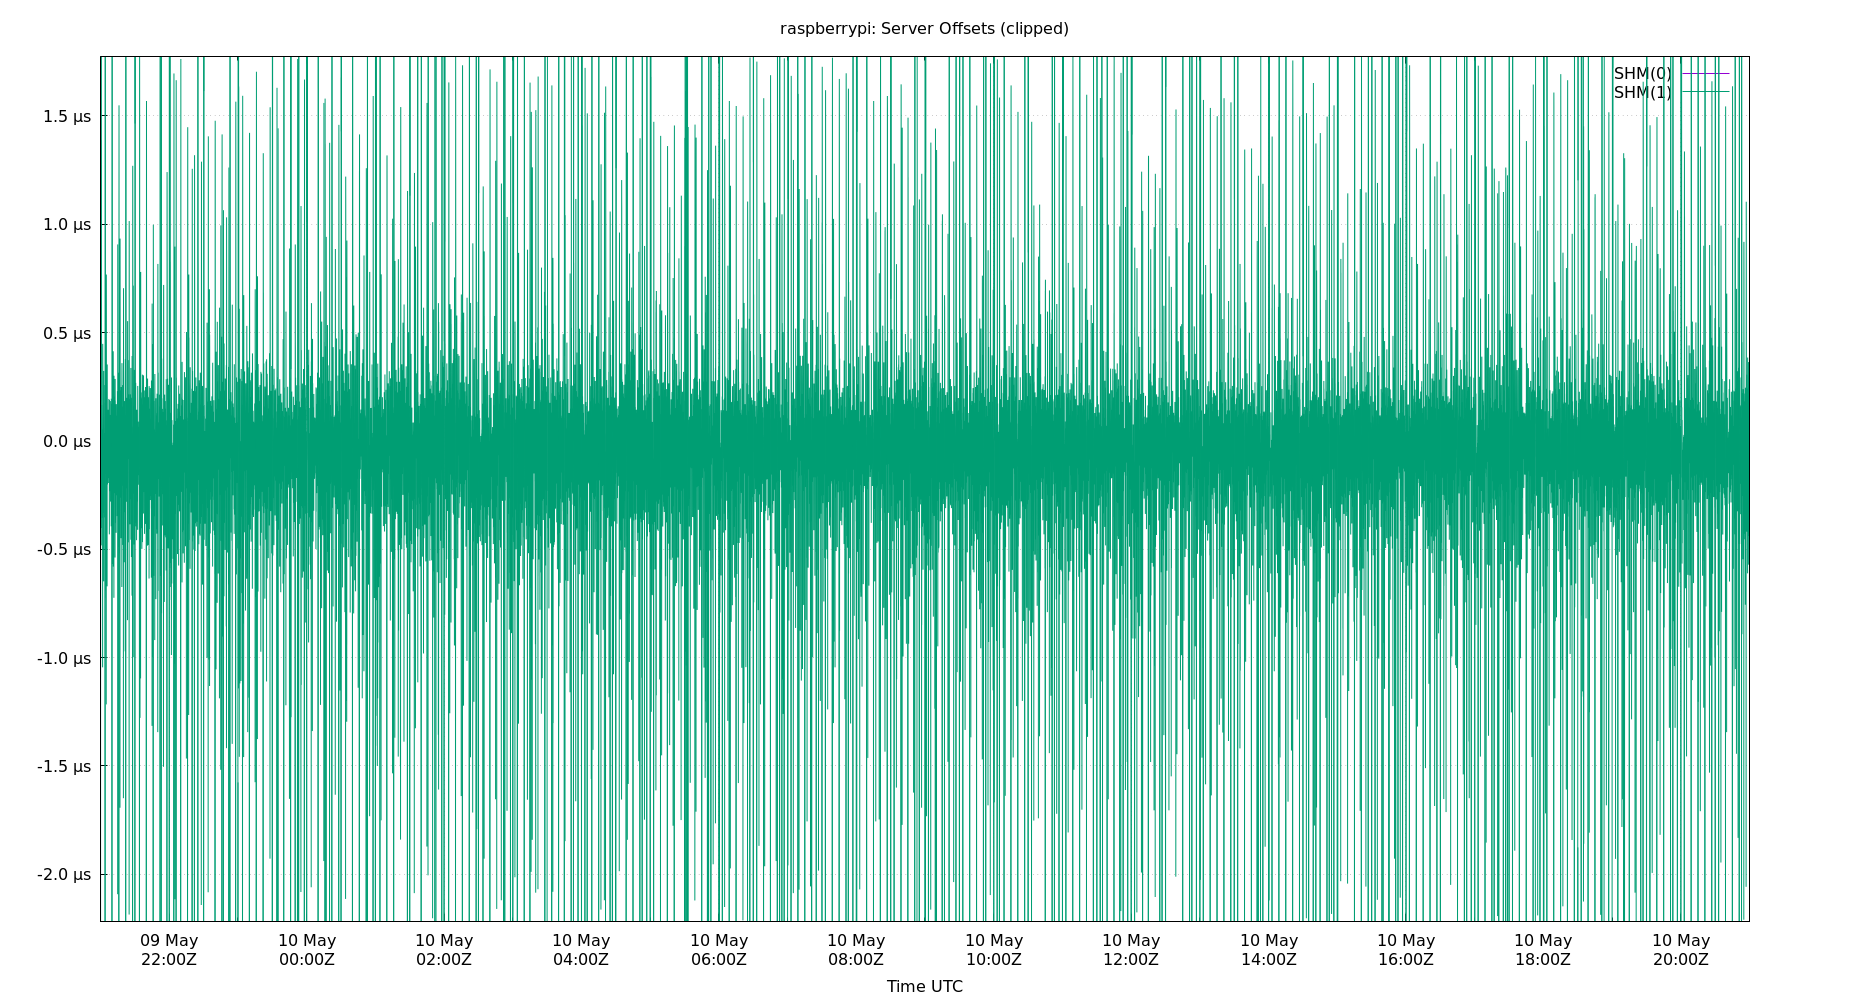 raspberrypi: Server Offsets (clipped)
SHM(0)
SHM(1)
1.5 µs
1.0 µs
0.5 µs
0.0 µs
-0.5 µs
-1.0 µs
-1.5 µs
-2.0 µs
09 May 10 May 10 May 10 May 10 May 10 May 10 May 10 May 10 May 10 May 10 May 10 May
22:00Z 00:00Z 02:00Z 04:00Z 06:00Z 08:00Z 10:00Z 12:00Z 14:00Z 16:00Z 18:00Z 20:00Z
Time UTC